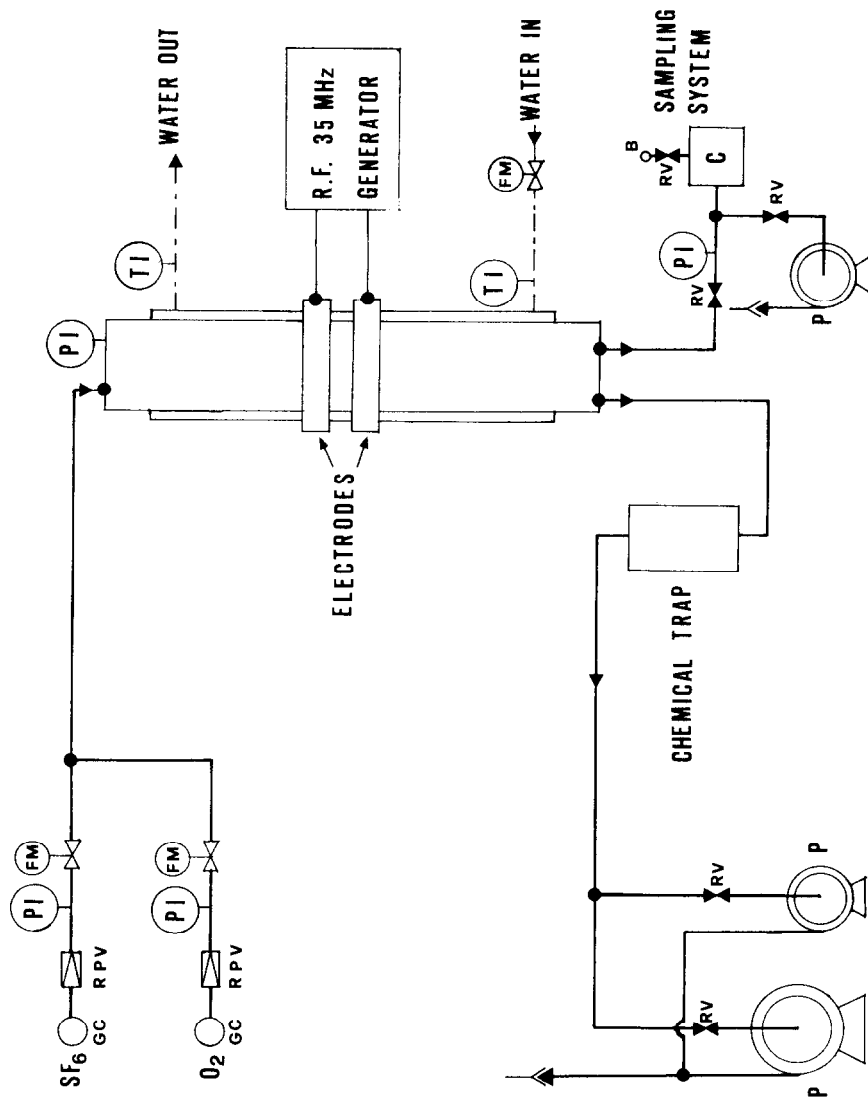 SF6
GC
RPV
PI
FM
O2
GC
RPV
PI
FM
PI
TI
WATER OUT
R.F. 35 MHz
GENERATOR
ELECTRODES
TI
FM
WATER IN
CHEMICAL TRAP
RV
PI
RV
B
C
SAMPLING
SYSTEM
RV
P
RV
P
RV
P